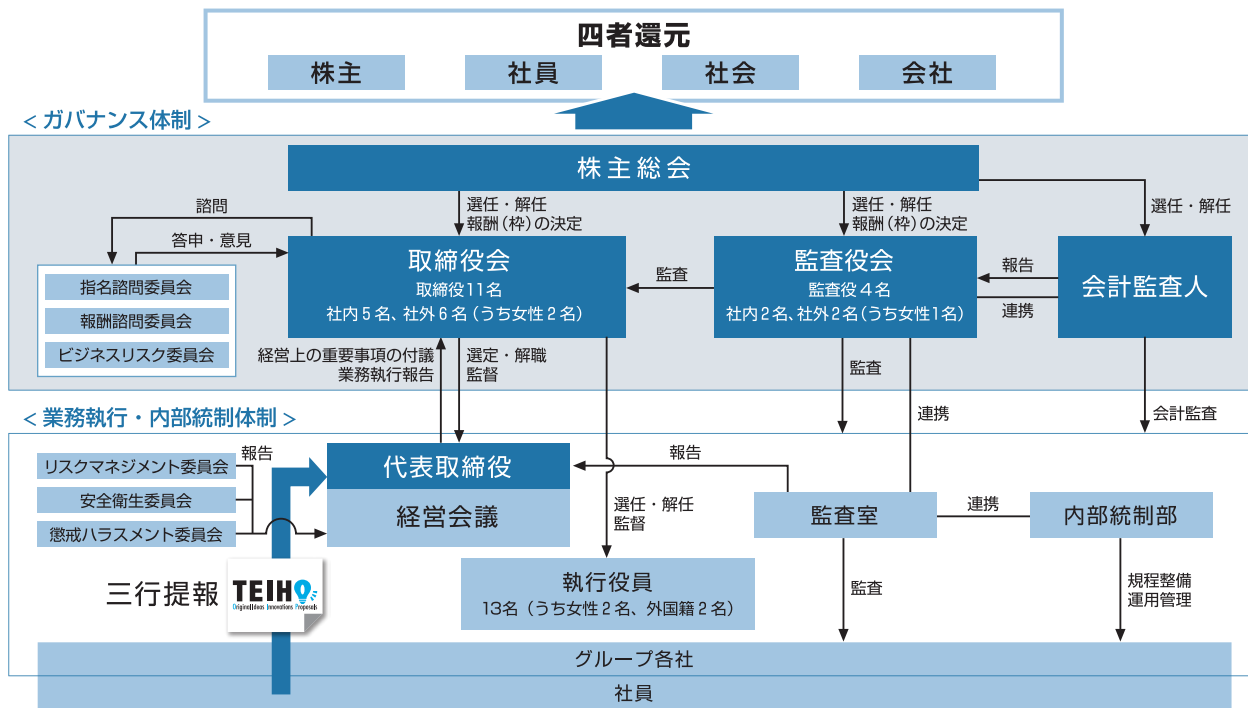 四者還元
株主
社員
社会
会社
< ガバナンス体制 >
株主総会
選任・解任
報酬(枠)の決定
選任・解任
報酬(枠)の決定
選任・解任
諮問
答申・意見
指名諮問委員会
報酬諮問委員会
ビジネスリスク委員会
取締役会
取締役11名
社内5名、社外6名(うち女性2名)
監査
監査役会
監査役4名
社内2名、社外2名(うち女性1名)
報告
連携
会計監査人
経営上の重要事項の付議
業務執行報告
選定・解職
監督
監査
連携
会計監査
< 業務執行・内部統制体制 >
リスクマネジメント委員会
安全衛生委員会
懲戒ハラスメント委員会
報告
代表取締役
経営会議
報告
選任・解任
監督
監査室
連携
内部統制部
三行提報
TEIHO
Original Ideas Innovations Proposals
執行役員
13名(うち女性2名、外国籍2名)
監査
規程整備
運用管理
グループ各社
社員